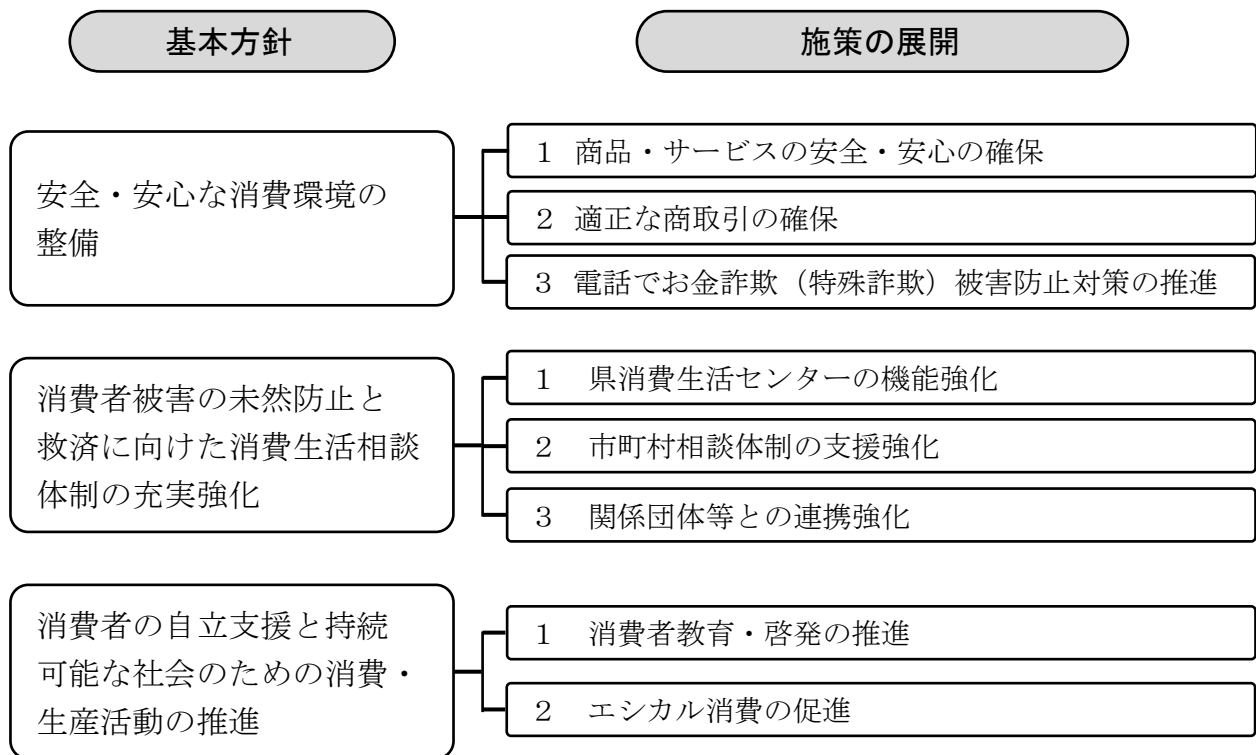 基本方針
施策の展開
安全・安心な消費環境の
整備
１ 商品・サービスの安全・安心の確保
２ 適正な商取引の確保
３ 電話でお金詐欺（特殊詐欺）被害防止対策の推進
消費者被害の未然防止と
救済に向けた消費生活相談
体制の充実強化
１　県消費生活センターの機能強化
２　市町村相談体制の支援強化
３　関係団体等との連携強化
消費者の自立支援と持続
可能な社会のための消費・
生産活動の推進
１　消費者教育・啓発の推進
２　エシカル消費の促進